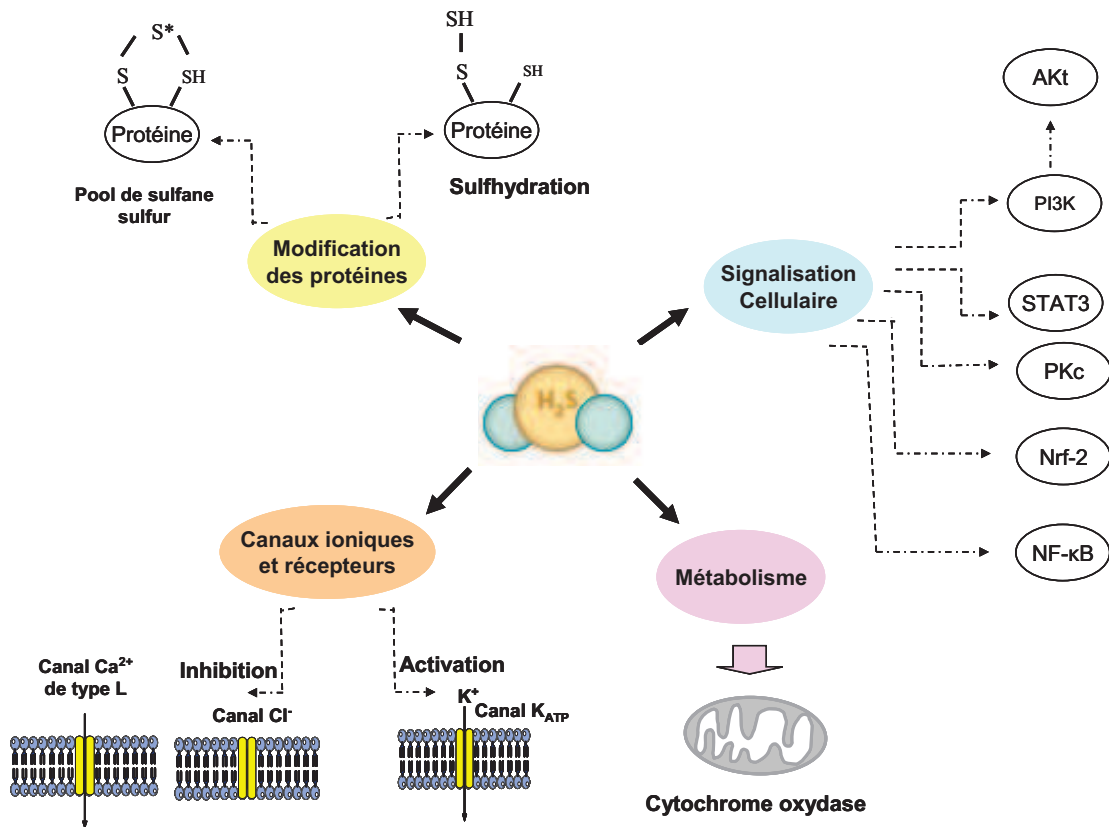 S*
S
SH
Protéine
Pool de sulfane
sulfur
SH
S
SH
Protéine
Sulfhydration
Modification
des protéines
Signalisation
Cellulaire
AKt
PI3K
STAT3
PKc
Nrf-2
NF-κB
H₂S
Canaux ioniques
et récepteurs
Métabolisme
Canal Ca²⁺
de type L
Inhibition
Canal Cl⁻
Activation
K⁺
Canal K_ATP
Cytochrome oxydase